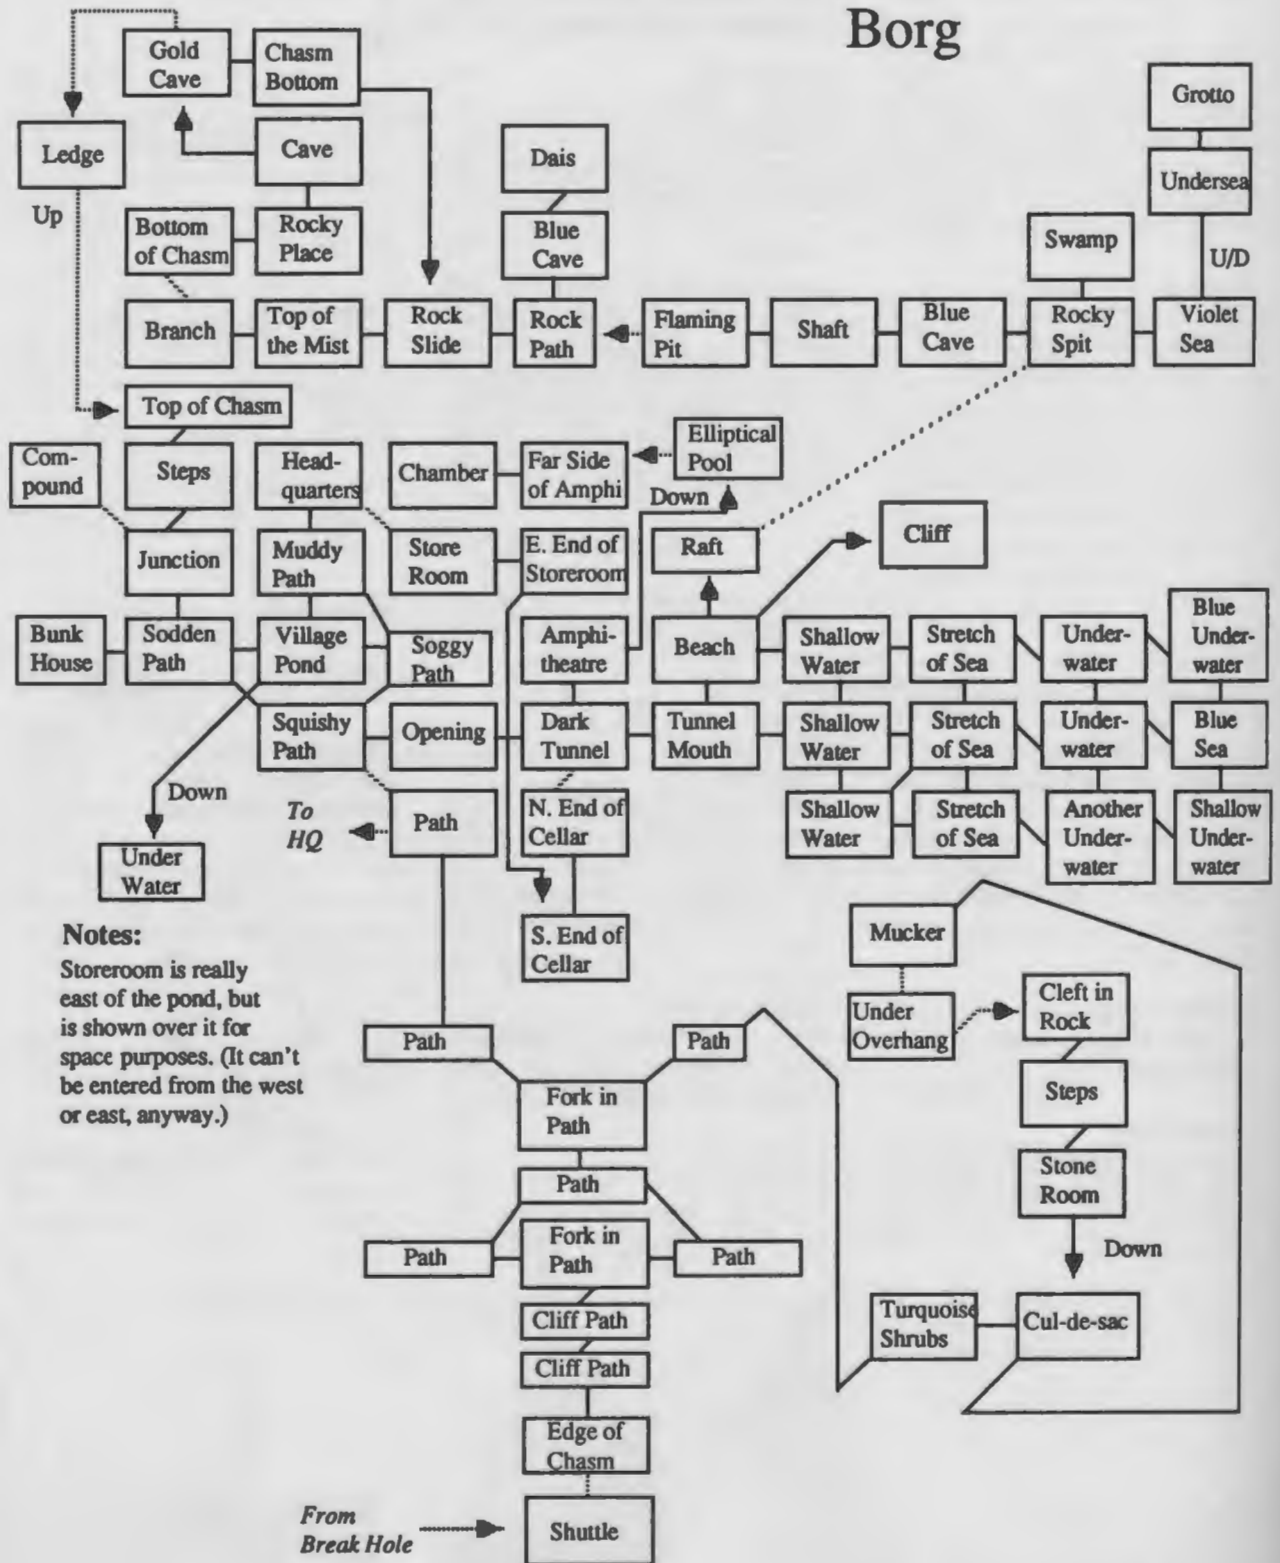 Borg
Gold
Cave
Chasm
Bottom
Grotto
Ledge
Cave
Dais
Undersea
Up
Bottom
of Chasm
Rocky
Place
Blue
Cave
Swamp
U/D
Branch
Top of
the Mist
Rock
Slide
Rock
Path
Flaming
Pit
Shaft
Blue
Cave
Rocky
Spit
Violet
Sea
Top of Chasm
Com-
pound
Steps
Head-
quarters
Chamber
Far Side
of Amphi
Elliptical
Pool
Down
Junction
Muddy
Path
Store
Room
E. End of
Storeroom
Raft
Cliff
Bunk
House
Sodden
Path
Village
Pond
Soggy
Path
Amphi-
theatre
Beach
Shallow
Water
Stretch
of Sea
Under-
water
Blue
Under-
water
Squishy
Path
Opening
Dark
Tunnel
Tunnel
Mouth
Shallow
Water
Stretch
of Sea
Under-
water
Blue
Sea
Down
To
HQ
Path
N. End of
Cellar
Shallow
Water
Stretch
of Sea
Another
Under-
water
Shallow
Under-
water
Under
Water
S. End of
Cellar
Mucker
Notes:
Storeroom is really
east of the pond, but
is shown over it for
space purposes. (It can't
be entered from the west
or east, anyway.)
Under
Overhang
Cleft in
Rock
Path
Path
Fork in
Path
Steps
Path
Stone
Room
Path
Fork in
Path
Path
Down
Cliff Path
Turquoise
Shrubs
Cul-de-sac
Cliff Path
Edge of
Chasm
From
Break Hole
Shuttle